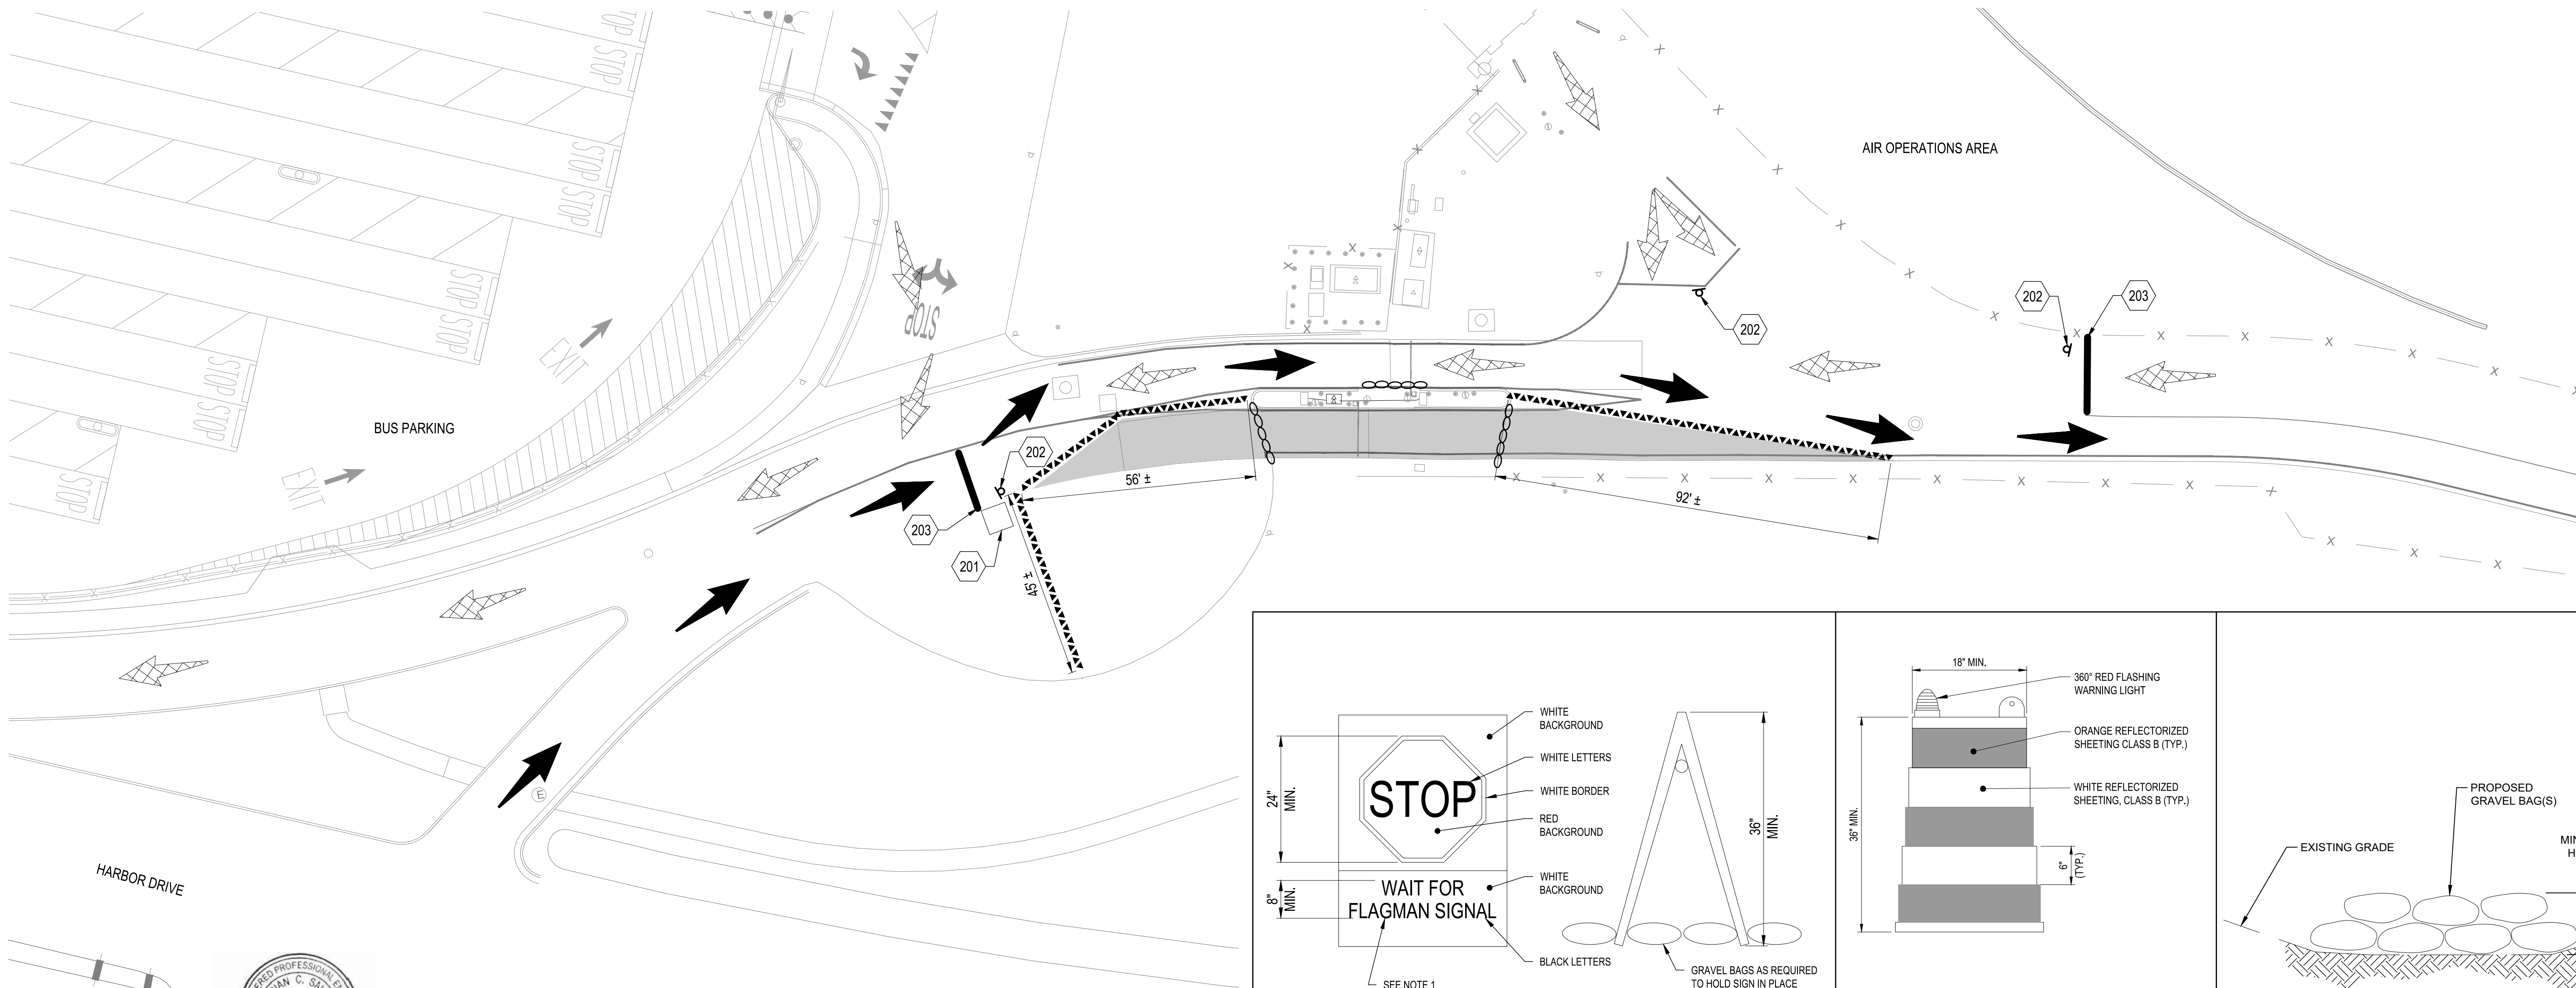 STOP
STOP
STOP
STOP
STOP
STOP
STOP
STOP
STOP
EXIT
EXIT
BUS PARKING
STOP
AIR OPERATIONS AREA
202
202
203
202
203
201
56' ±
92' ±
45' ±
HARBOR DRIVE
E
24"
MIN.
8"
MIN.
STOP
WAIT FOR
FLAGMAN SIGNAL
WHITE
BACKGROUND
WHITE LETTERS
WHITE BORDER
RED
BACKGROUND
WHITE
BACKGROUND
BLACK LETTERS
SEE NOTE 1
36"
MIN.
GRAVEL BAGS AS REQUIRED
TO HOLD SIGN IN PLACE
18" MIN.
36" MIN.
6"
(TYP.)
360° RED FLASHING
WARNING LIGHT
ORANGE REFLECTORIZED
SHEETING CLASS B (TYP.)
WHITE REFLECTORIZED
SHEETING, CLASS B (TYP.)
EXISTING GRADE
PROPOSED
GRAVEL BAG(S)
PROFESSIONAL
C.